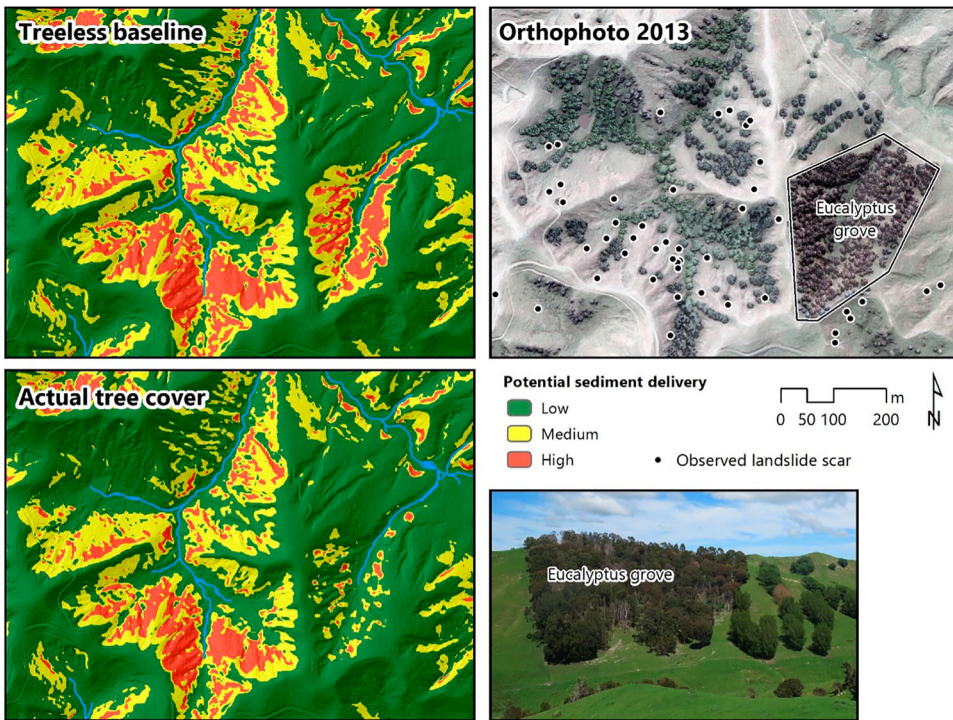 Treeless baseline
Orthophoto 2013
Eucalyptus
grove
Actual tree cover
Potential sediment delivery
Low
Medium
High
Observed landslide scar
m
0 50 100 200
N
Eucalyptus grove